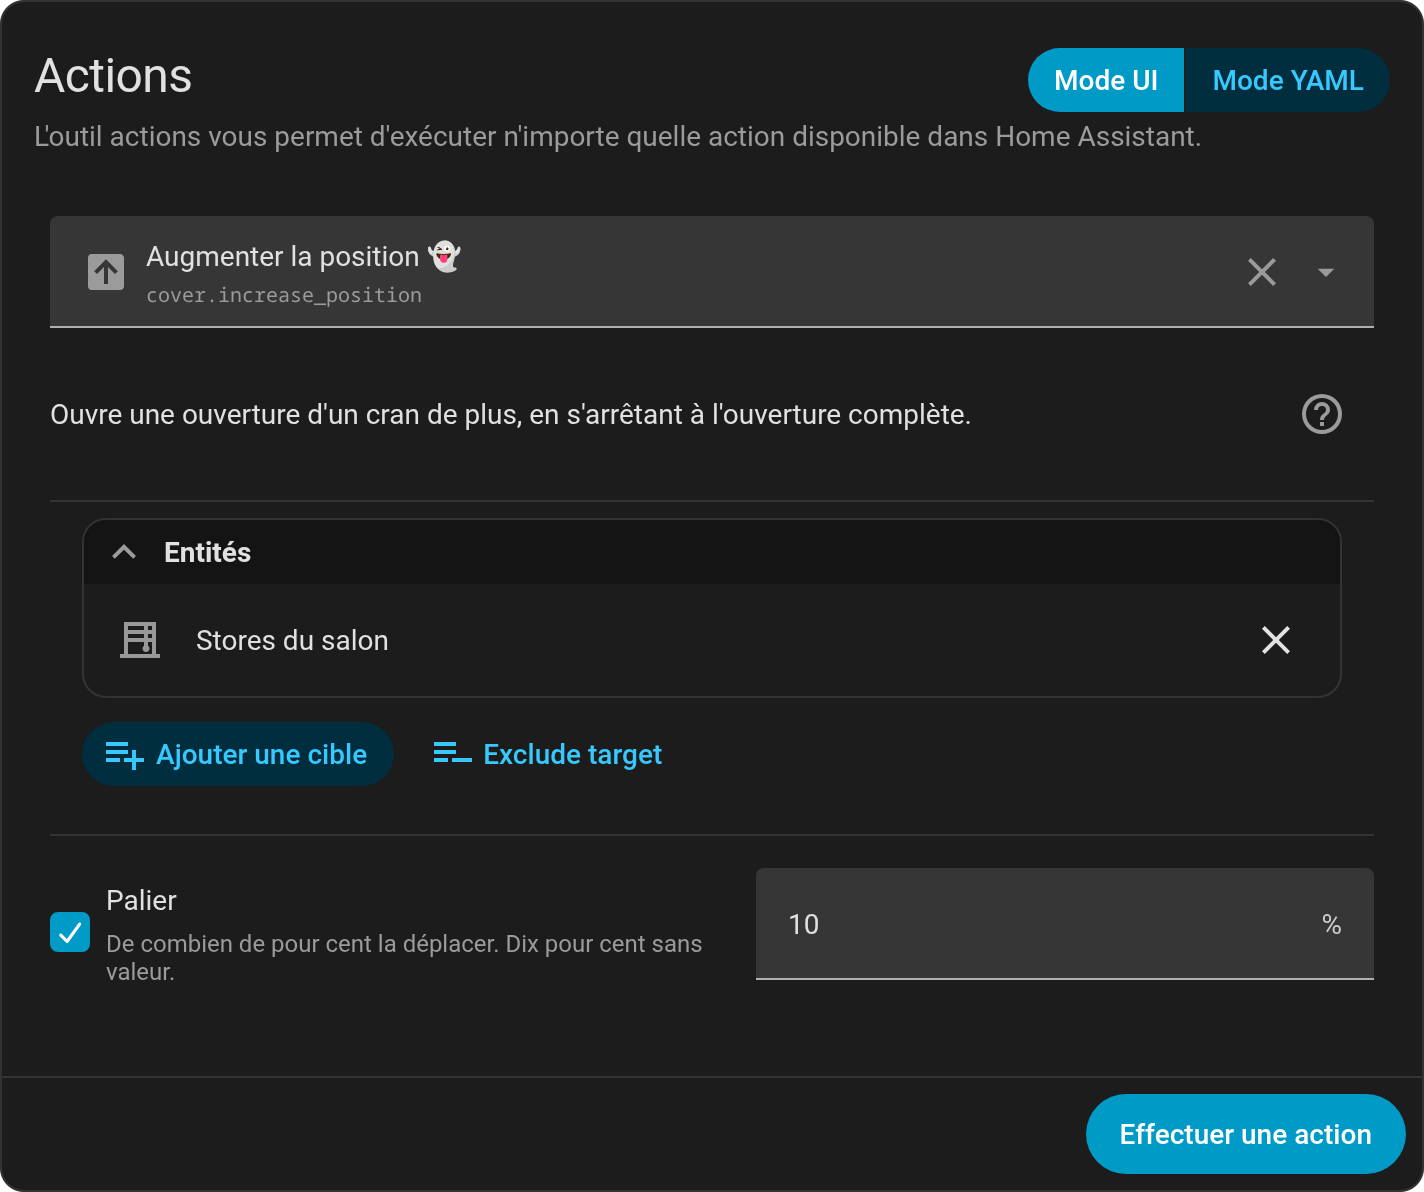 Actions
Mode UI
Mode YAML
L'outil actions vous permet d'exécuter n'importe quelle action disponible dans Home Assistant.
Augmenter la position 👻
cover.increase_position
Ouvre une ouverture d'un cran de plus, en s'arrêtant à l'ouverture complète.
Entités
Stores du salon
Ajouter une cible
Exclude target
Palier
De combien de pour cent la déplacer. Dix pour cent sans
valeur.
10
%
Effectuer une action